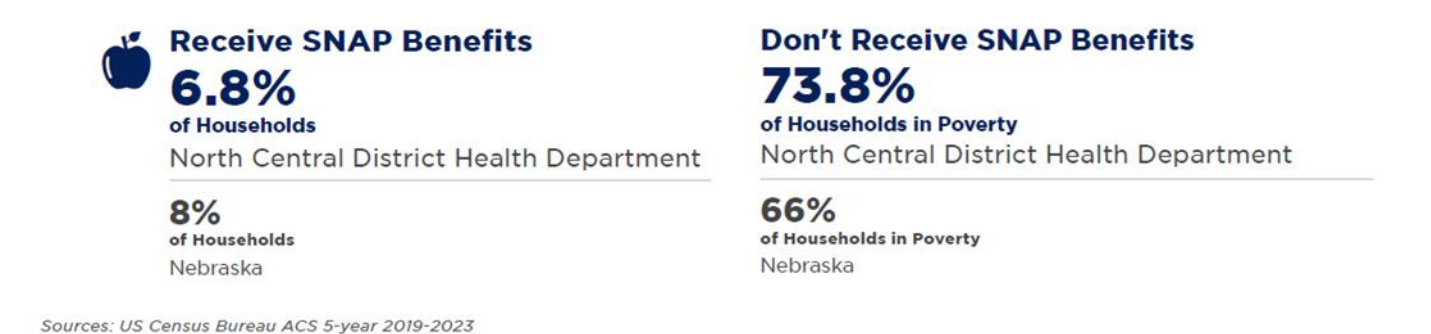 Receive SNAP Benefits
6.8%
of Households
North Central District Health Department
8%
of Households
Nebraska
Don't Receive SNAP Benefits
73.8%
of Households in Poverty
North Central District Health Department
66%
of Households in Poverty
Nebraska
Sources: US Census Bureau ACS 5-year 2019-2023